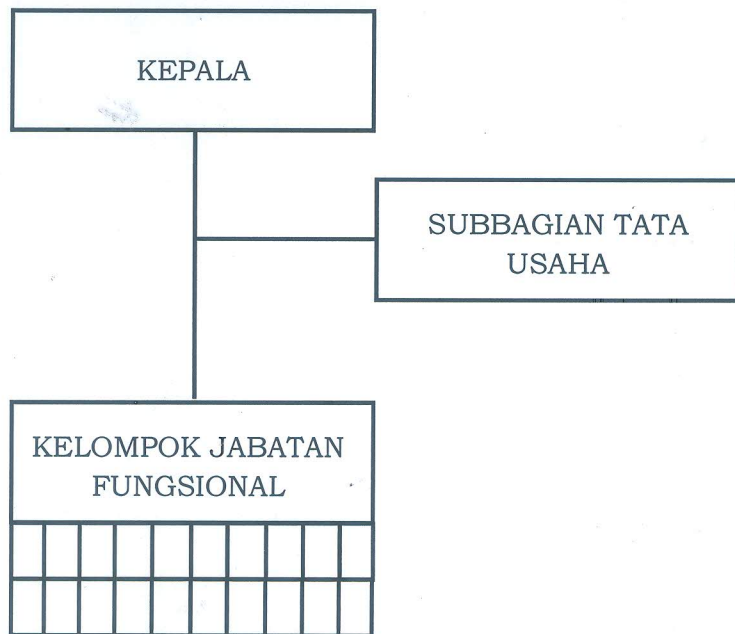 KEPALA
SUBBAGIAN TATA
USAHA
KELOMPOK JABATAN
FUNGSIONAL